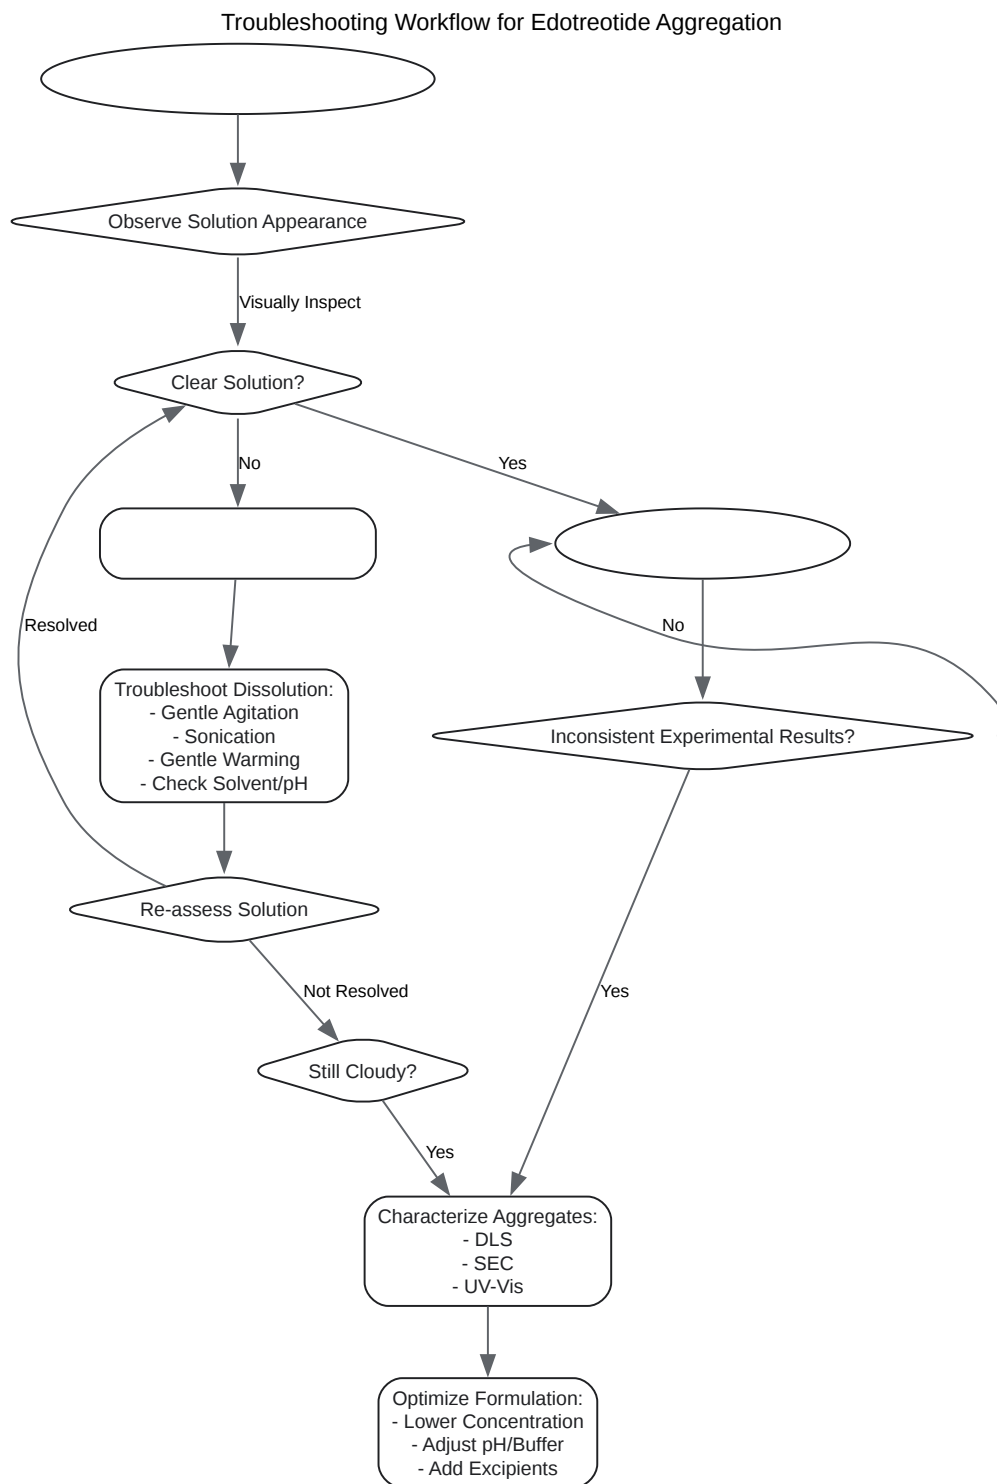 Troubleshooting Workflow for Edotreotide Aggregation
Observe Solution Appearance
Visually Inspect
Clear Solution?
No
Yes
Resolved
No
Troubleshoot Dissolution:
- Gentle Agitation
- Sonication
- Gentle Warming
- Check Solvent/pH
Inconsistent Experimental Results?
Re-assess Solution
Not Resolved
Yes
Still Cloudy?
Yes
Characterize Aggregates:
- DLS
- SEC
- UV-Vis
Optimize Formulation:
- Lower Concentration
- Adjust pH/Buffer
- Add Excipients